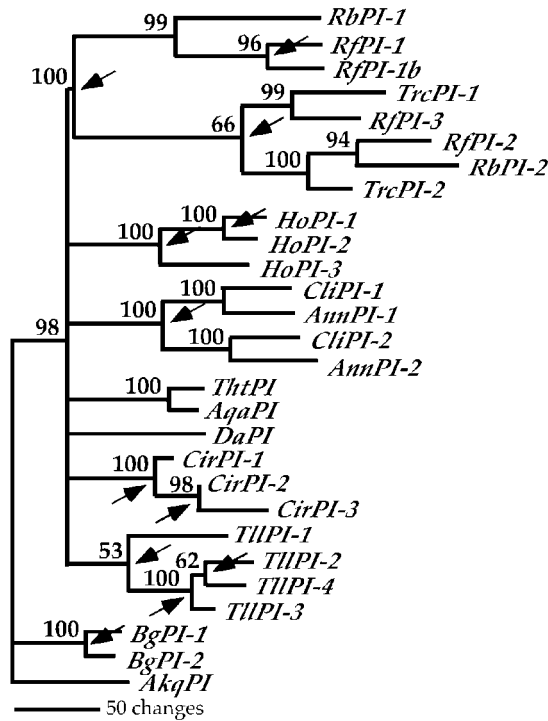 99
RbPI-1
96
RfPI-1
RfPI-1b
100
99
TrcPI-1
RfPI-3
66
94
RfPI-2
RbPI-2
100
TrcPI-2
100
HoPI-1
HoPI-2
100
HoPI-3
100
CliPI-1
AnnPI-1
100
CliPI-2
100
AnnPI-2
98
100
ThtPI
AqaPI
DaPI
100
CirPI-1
98
CirPI-2
CirPI-3
53
TllPI-1
62
TllPI-2
100
TllPI-4
TllPI-3
100
BgPI-1
BgPI-2
AkqPI
50 changes